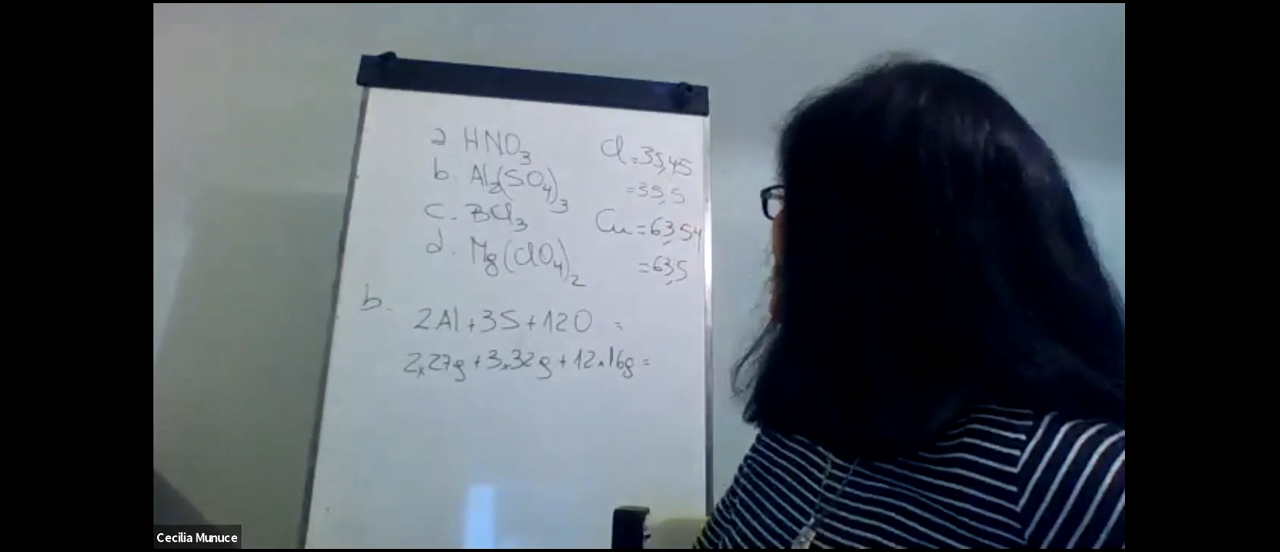 a HNO3
b. Al2(SO4)3
c. BCl3
d. Mg(ClO4)2
Cl=35,45
=35,5
Cu=63,54
=63,5
b.
2Al+3S+12O =
2x27g+3x32g+12x16g=
Cecilia Munuce